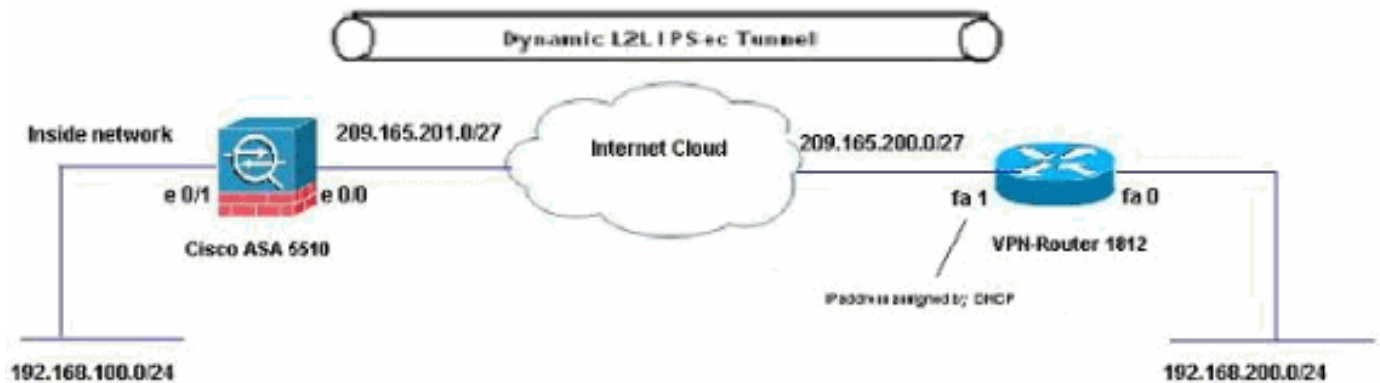 Dynamic L2L IPSec Tunnel
Inside network
209.165.201.0/27
Internet Cloud
209.165.200.0/27
e 0/1
e 0/0
fa 1
fa 0
Cisco ASA 5510
VPN-Router 1812
IP address assigned by DHCP
192.168.100.0/24
192.168.200.0/24